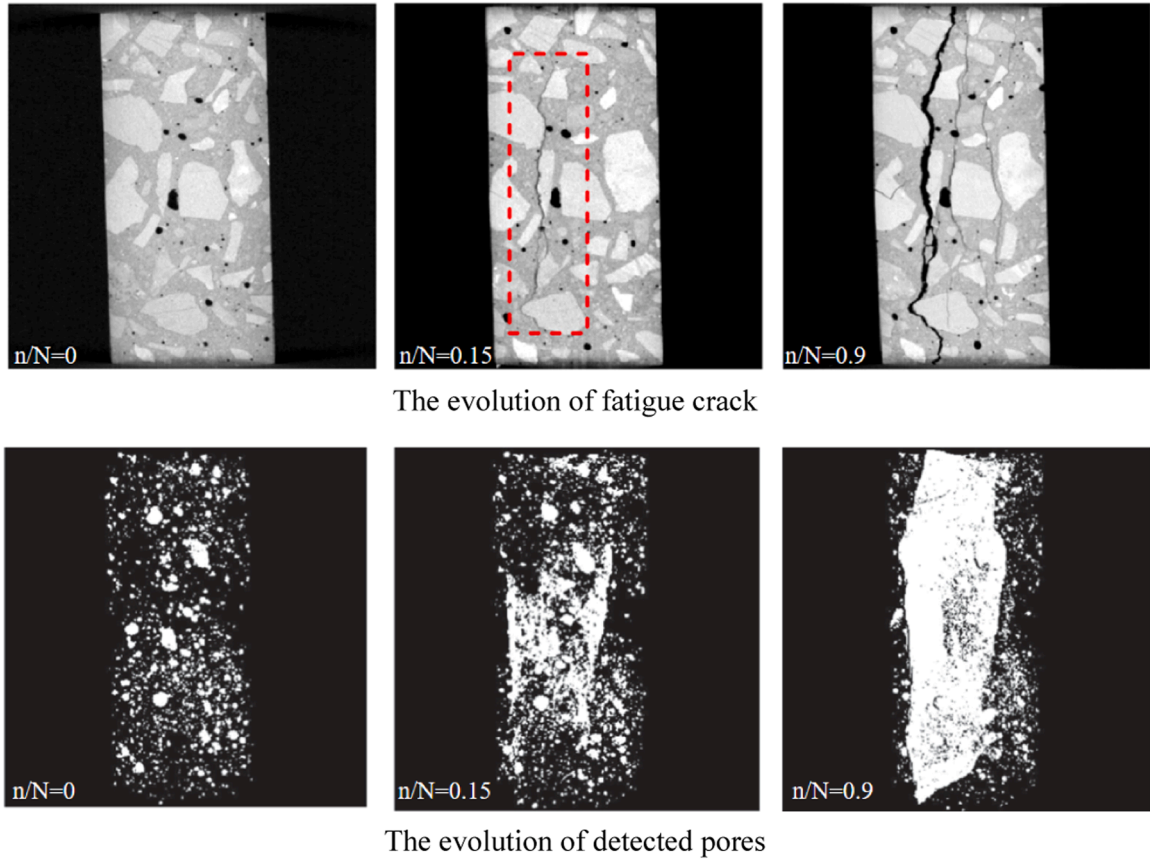 n/N=0
n/N=0.15
n/N=0.9
The evolution of fatigue crack
n/N=0
n/N=0.15
n/N=0.9
The evolution of detected pores